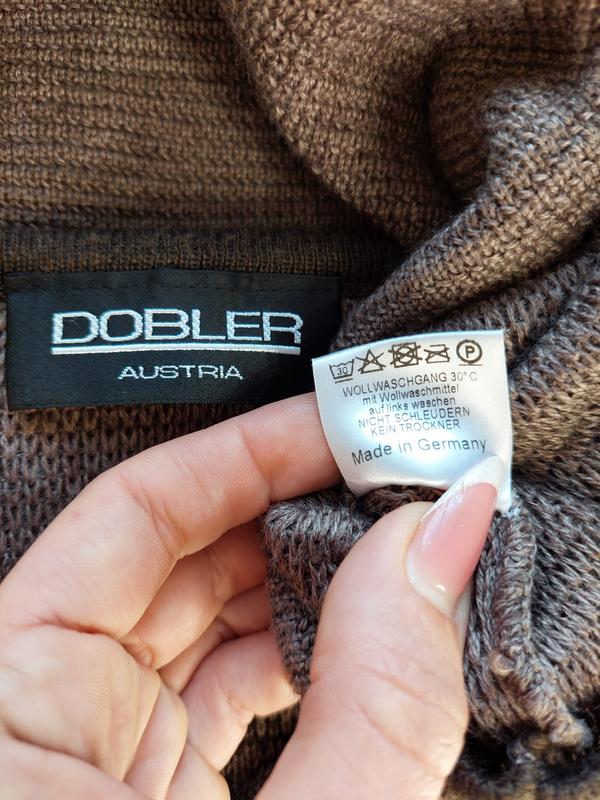 DOBLER
AUSTRIA
30 P
WOLLWASCHGANG 30°C
mit Wollwaschmittel
auf links waschen
NICHT SCHLEUDERN
KEIN TROCKNER
Made in Germany